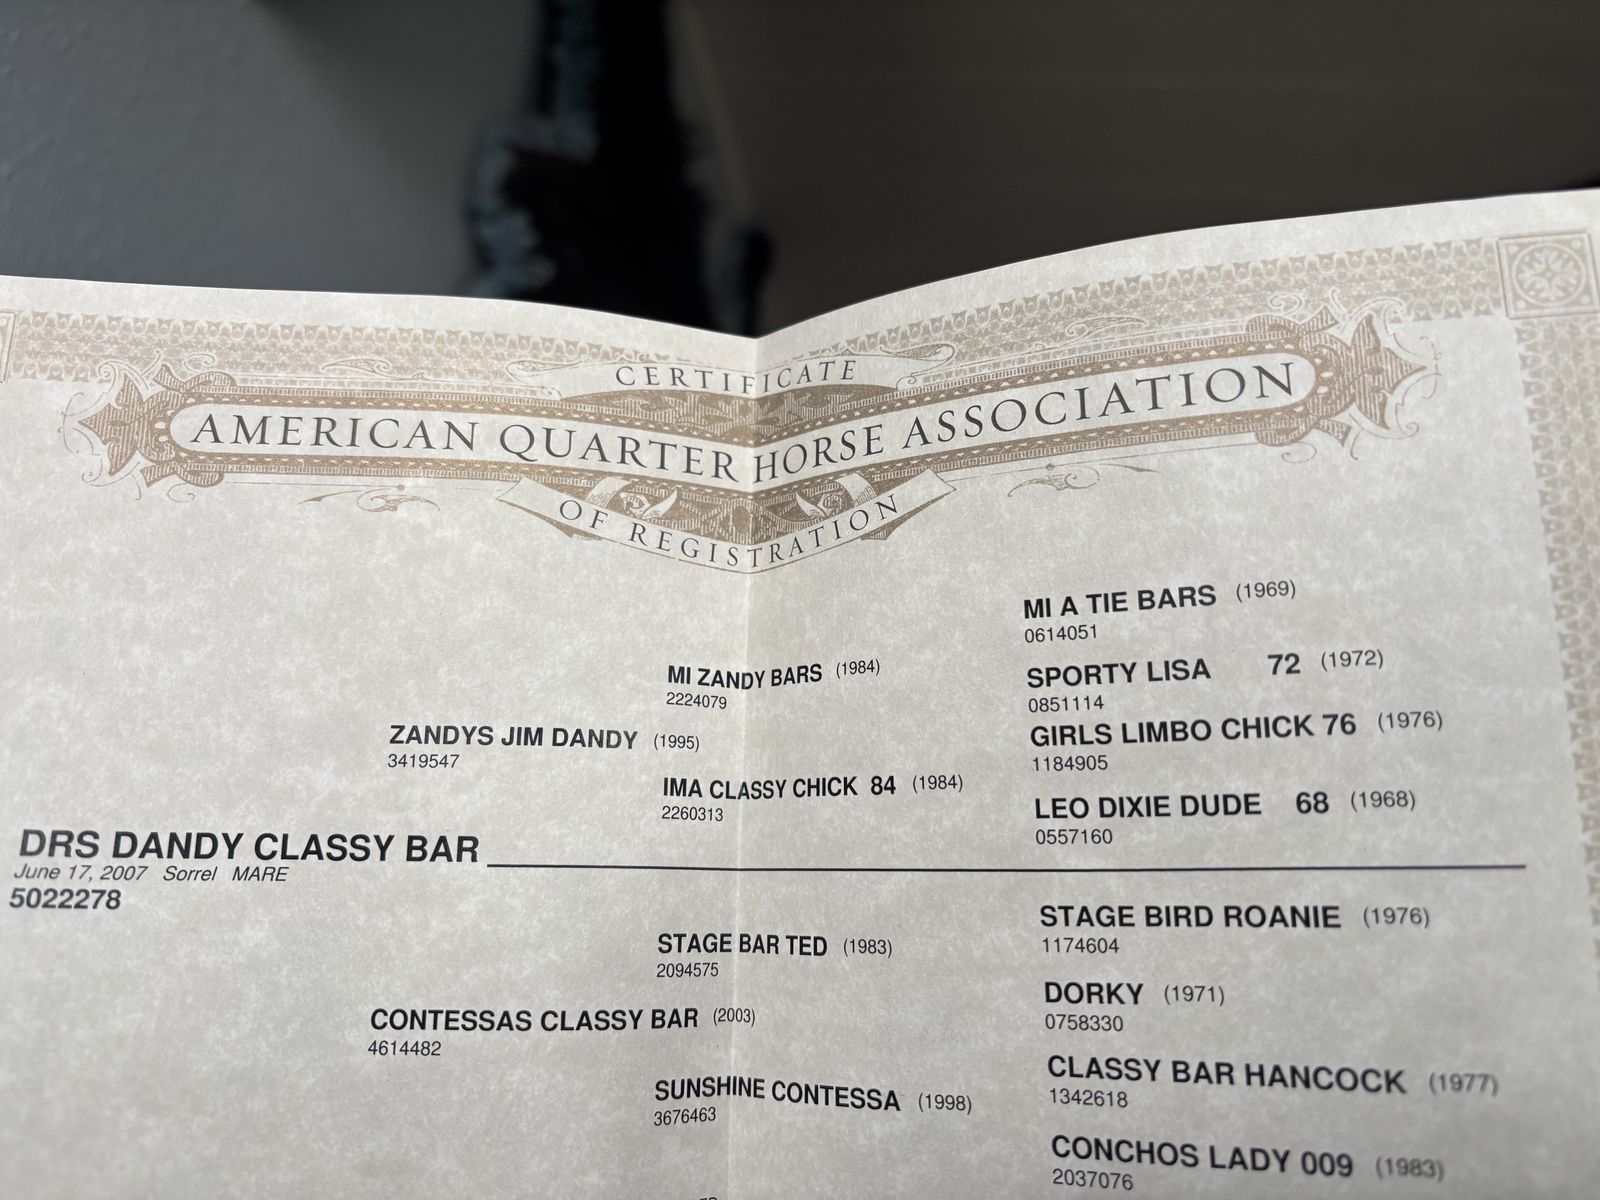 CERTIFICATE
AMERICAN QUARTER HORSE ASSOCIATION
OF REGISTRATION
MI A TIE BARS (1969)
0614051
MI ZANDY BARS (1984)
2224079
SPORTY LISA 72 (1972)
0851114
ZANDYS JIM DANDY (1995)
3419547
GIRLS LIMBO CHICK 76 (1976)
1184905
IMA CLASSY CHICK 84 (1984)
2260313
LEO DIXIE DUDE 68 (1968)
0557160
DRS DANDY CLASSY BAR
June 17, 2007 Sorrel MARE
5022278
STAGE BIRD ROANIE (1976)
1174604
STAGE BAR TED (1983)
2094575
DORKY (1971)
0758330
CONTESSAS CLASSY BAR (2003)
4614482
CLASSY BAR HANCOCK (1977)
1342618
SUNSHINE CONTESSA (1998)
3676463
CONCHOS LADY 009 (1983)
2037076